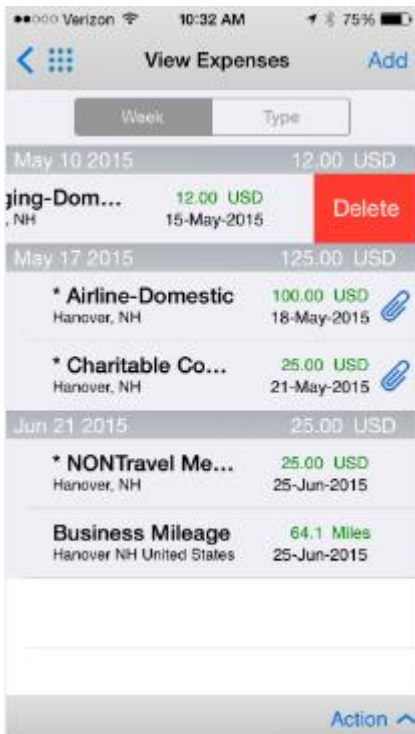 Verizon 10:32 AM 75%
View Expenses Add
Week Type
May 10 2015 12.00 USD
ging-Dom... 12.00 USD Delete
, NH 15-May-2015
May 17 2015 125.00 USD
* Airline-Domestic 100.00 USD
Hanover, NH 18-May-2015
* Charitable Co... 25.00 USD
Hanover, NH 21-May-2015
Jun 21 2015 25.00 USD
* NONTravel Me... 25.00 USD
Hanover, NH 25-Jun-2015
Business Mileage 64.1 Miles
Hanover NH United States 25-Jun-2015
Action